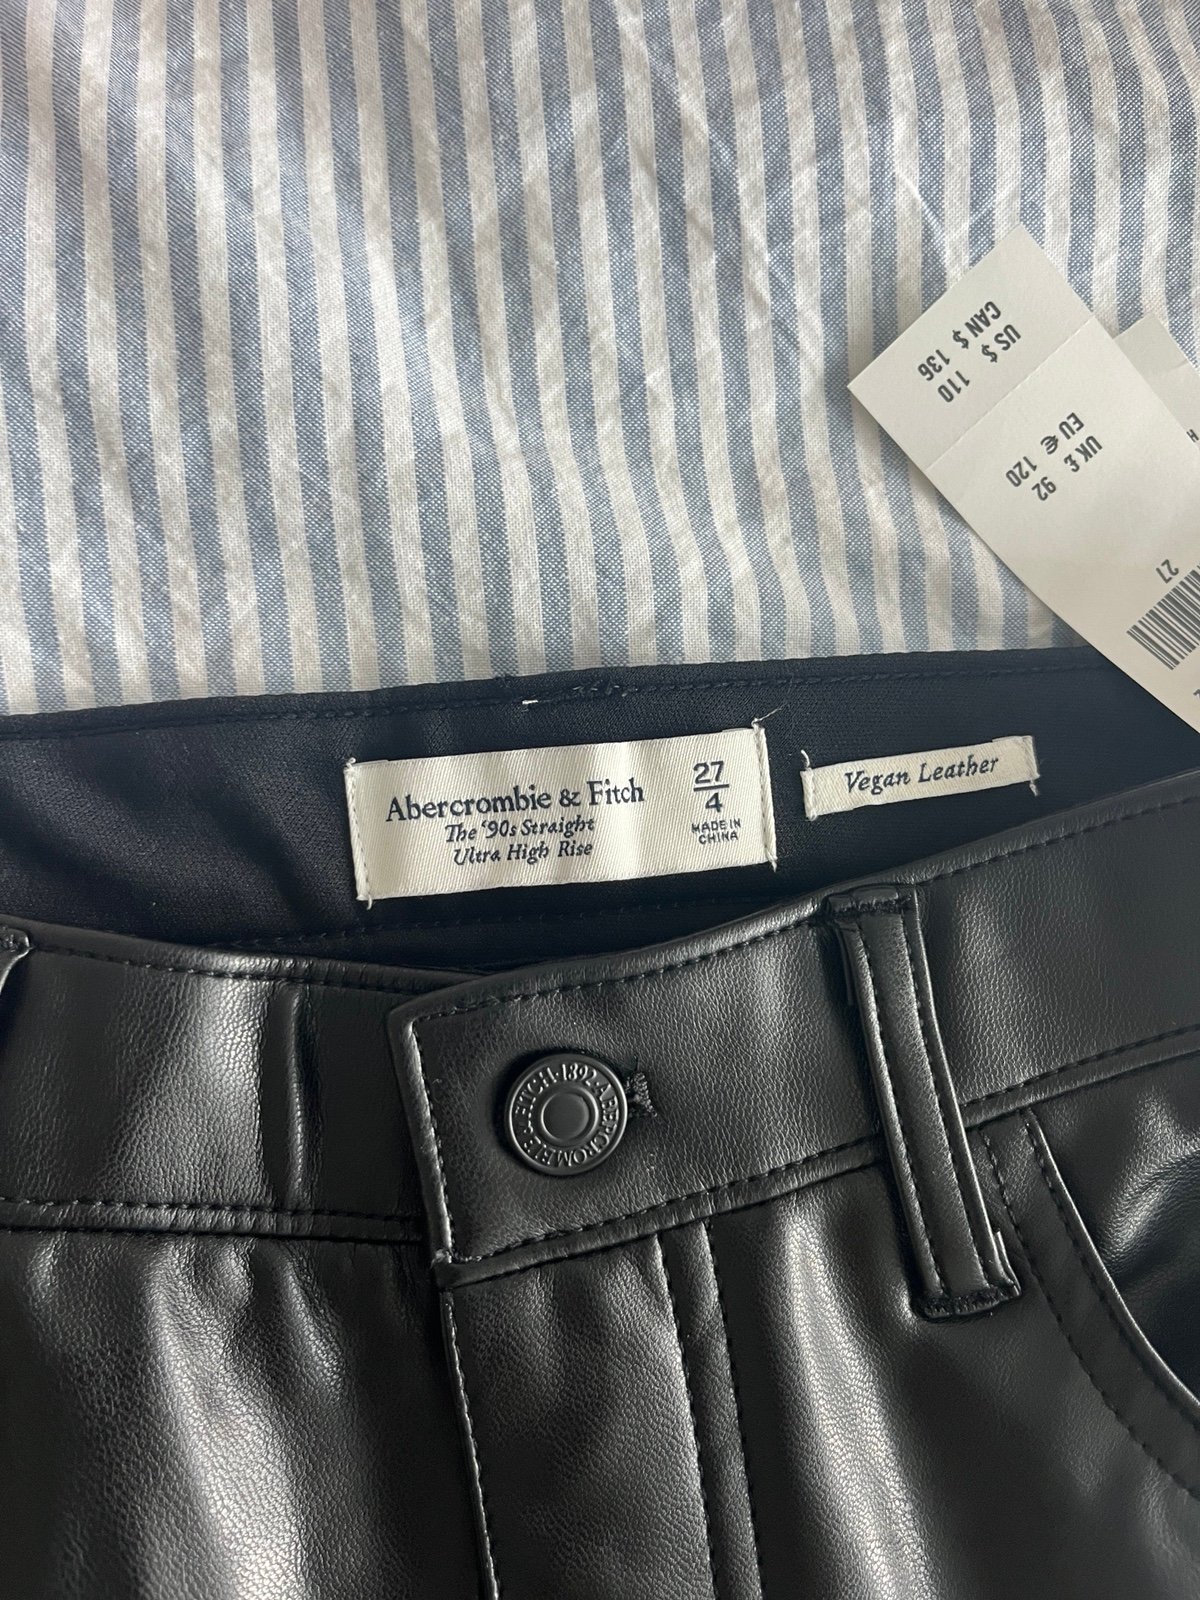 US $ 110
CAN $ 136
UK £ 92
EU € 120
27
Abercrombie & Fitch
The '90s Straight
Ultra High Rise
27
4
MADE IN
CHINA
Vegan Leather
ABERCROMBIE & FITCH · 1892 ·